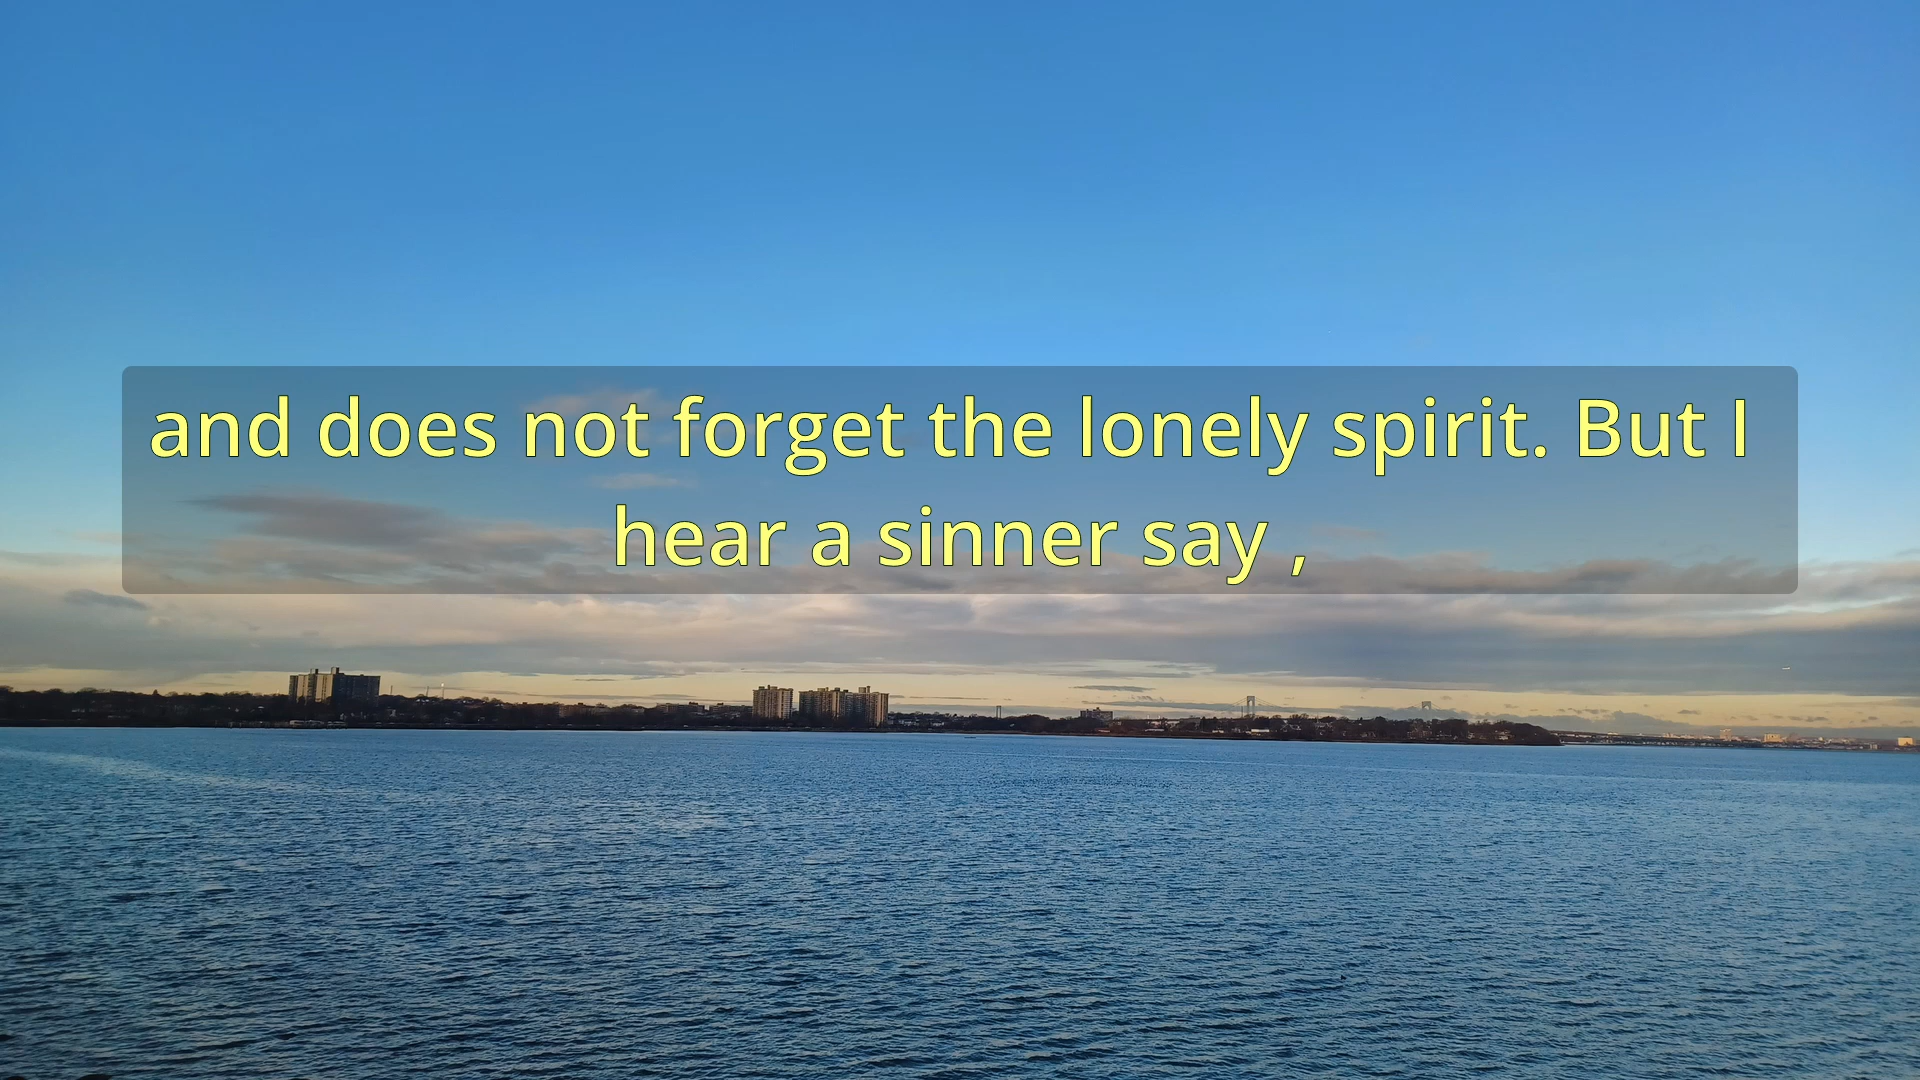 and does not forget the lonely spirit. But I
hear a sinner say ,